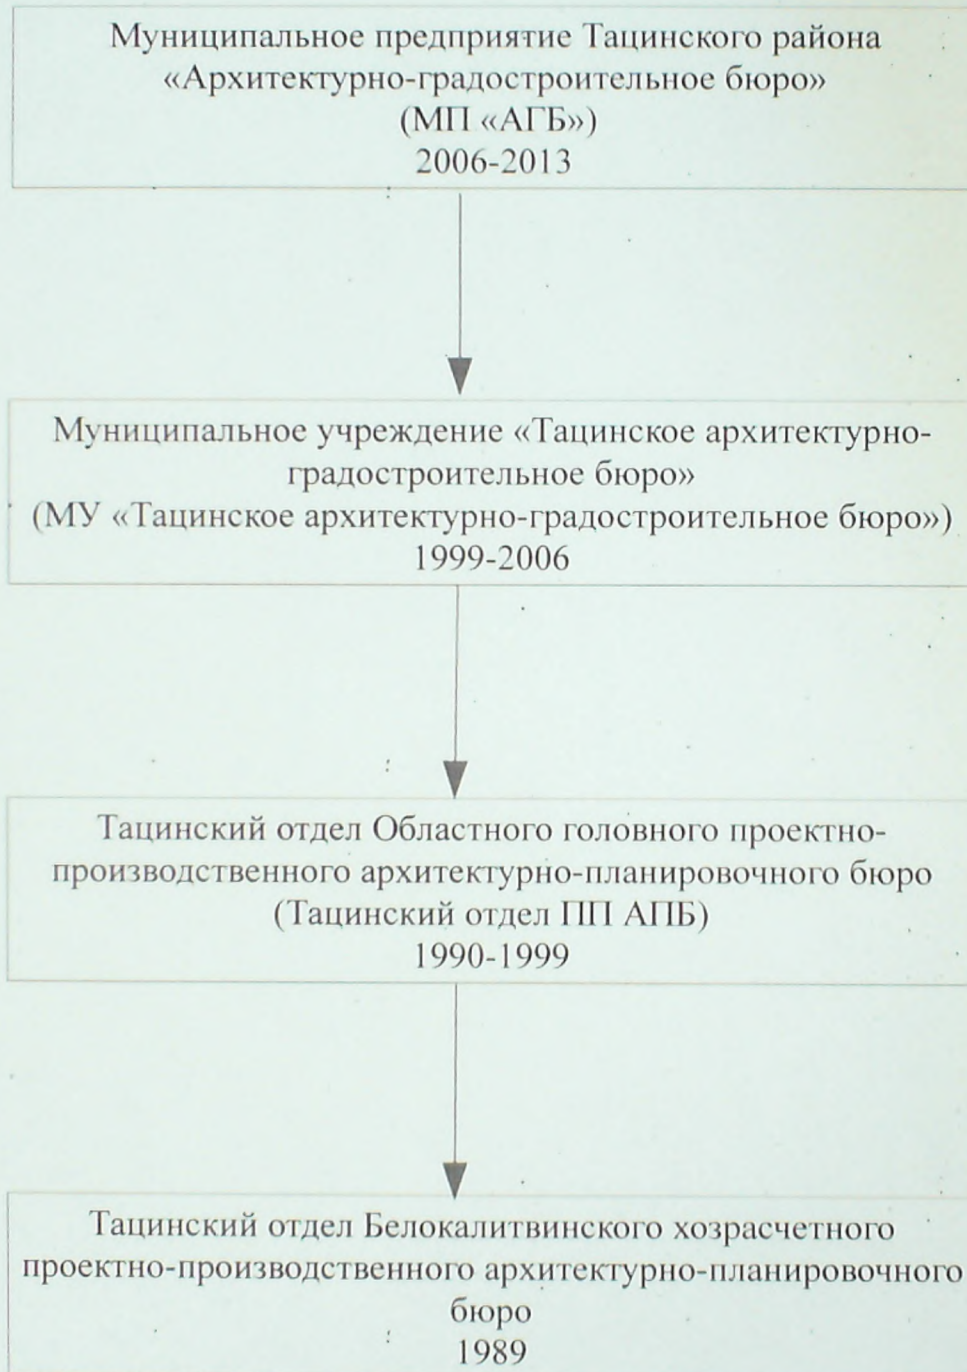 Муниципальное предприятие Тацинского района
«Архитектурно-градостроительное бюро»
(МП «АГБ»)
2006-2013
Муниципальное учреждение «Тацинское архитектурно-
градостроительное бюро»
(МУ «Тацинское архитектурно-градостроительное бюро»)
1999-2006
Тацинский отдел Областного головного проектно-
производственного архитектурно-планировочного бюро
(Тацинский отдел ПП АПБ)
1990-1999
Тацинский отдел Белокалитвинского хозрасчетного
проектно-производственного архитектурно-планировочного
бюро
1989